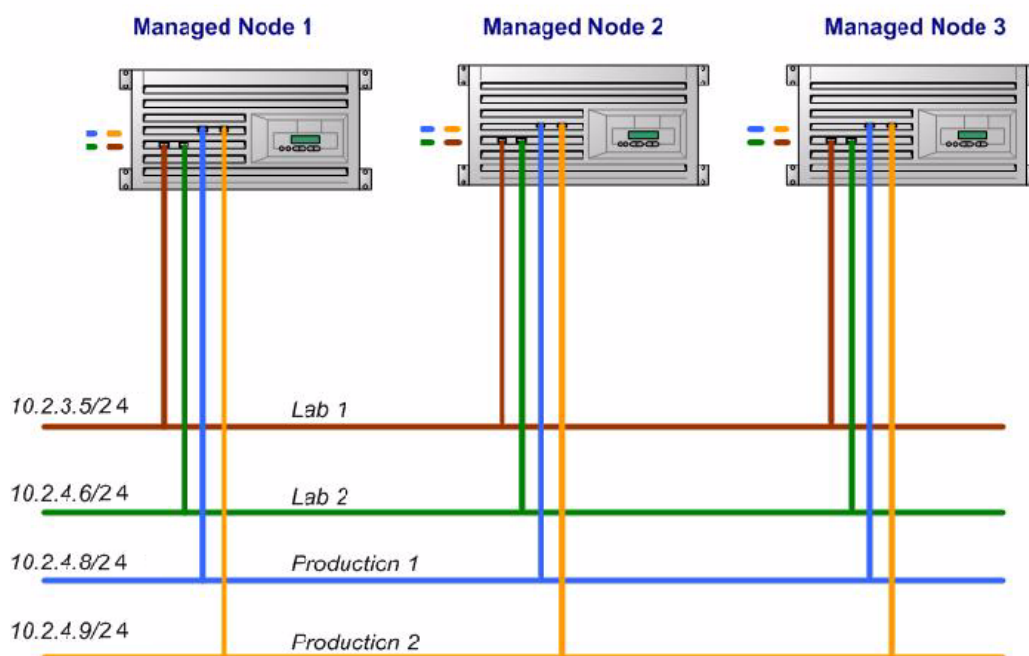 Managed Node 1
Managed Node 2
Managed Node 3
10.2.3.5/24
Lab 1
10.2.4.6/24
Lab 2
10.2.4.8/24
Production 1
10.2.4.9/24
Production 2